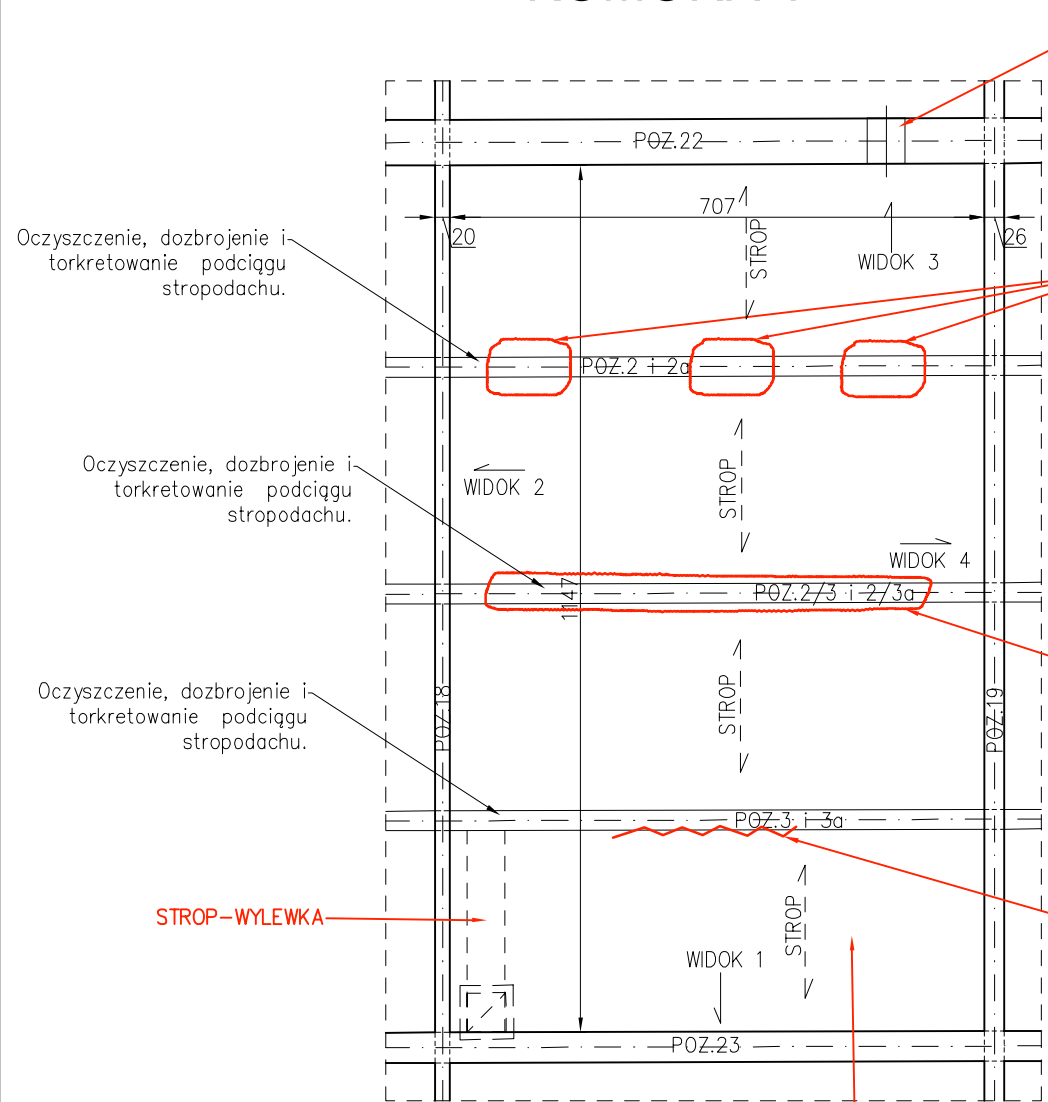 POZ.22
707
STROP
20
26
WIDOK 3
Oczyszczenie, dozbrojenie i
torkretowanie podciągu
stropodachu.
POZ.2 i 2a
Oczyszczenie, dozbrojenie i
torkretowanie podciągu
stropodachu.
WIDOK 2
STROP
WIDOK 4
1147
POZ.2/3 i 2/3a
Oczyszczenie, dozbrojenie i
torkretowanie podciągu
stropodachu.
POZ.18
STROP
POZ.19
POZ.3 i 3a
STROP-WYLEWKA
STROP
WIDOK 1
POZ.23